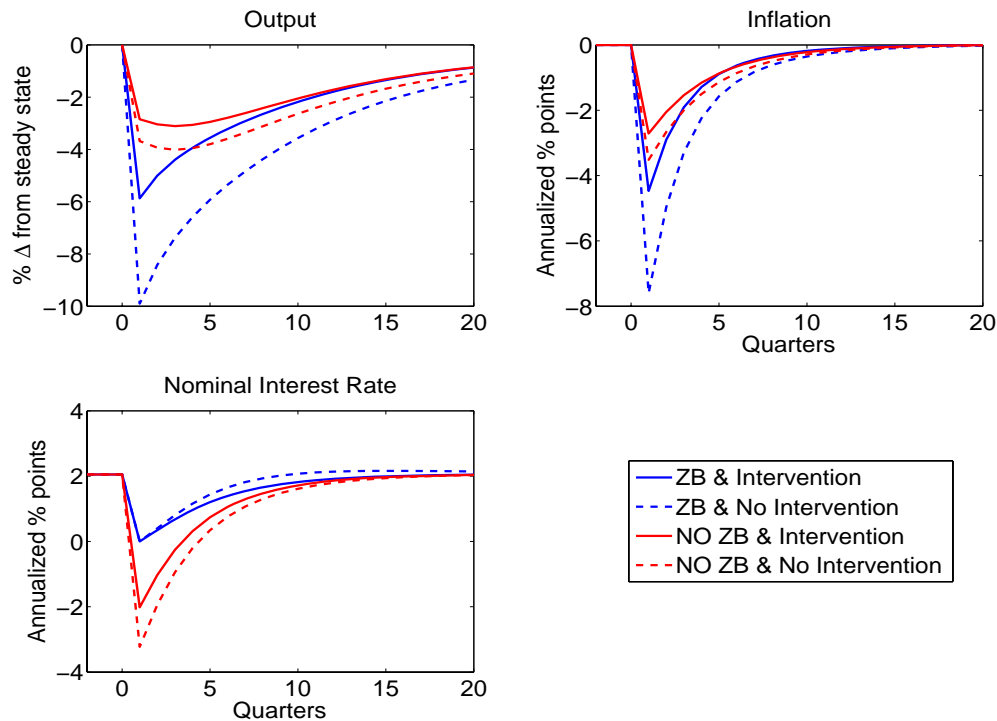 Output
% Δ from steady state
0
−2
−4
−6
−8
−10
0 5 10 15 20
Inflation
Annualized % points
0
−2
−4
−6
−8
0 5 10 15 20
Quarters
Nominal Interest Rate
Annualized % points
4
2
0
−2
−4
0 5 10 15 20
Quarters
ZB & Intervention
ZB & No Intervention
NO ZB & Intervention
NO ZB & No Intervention